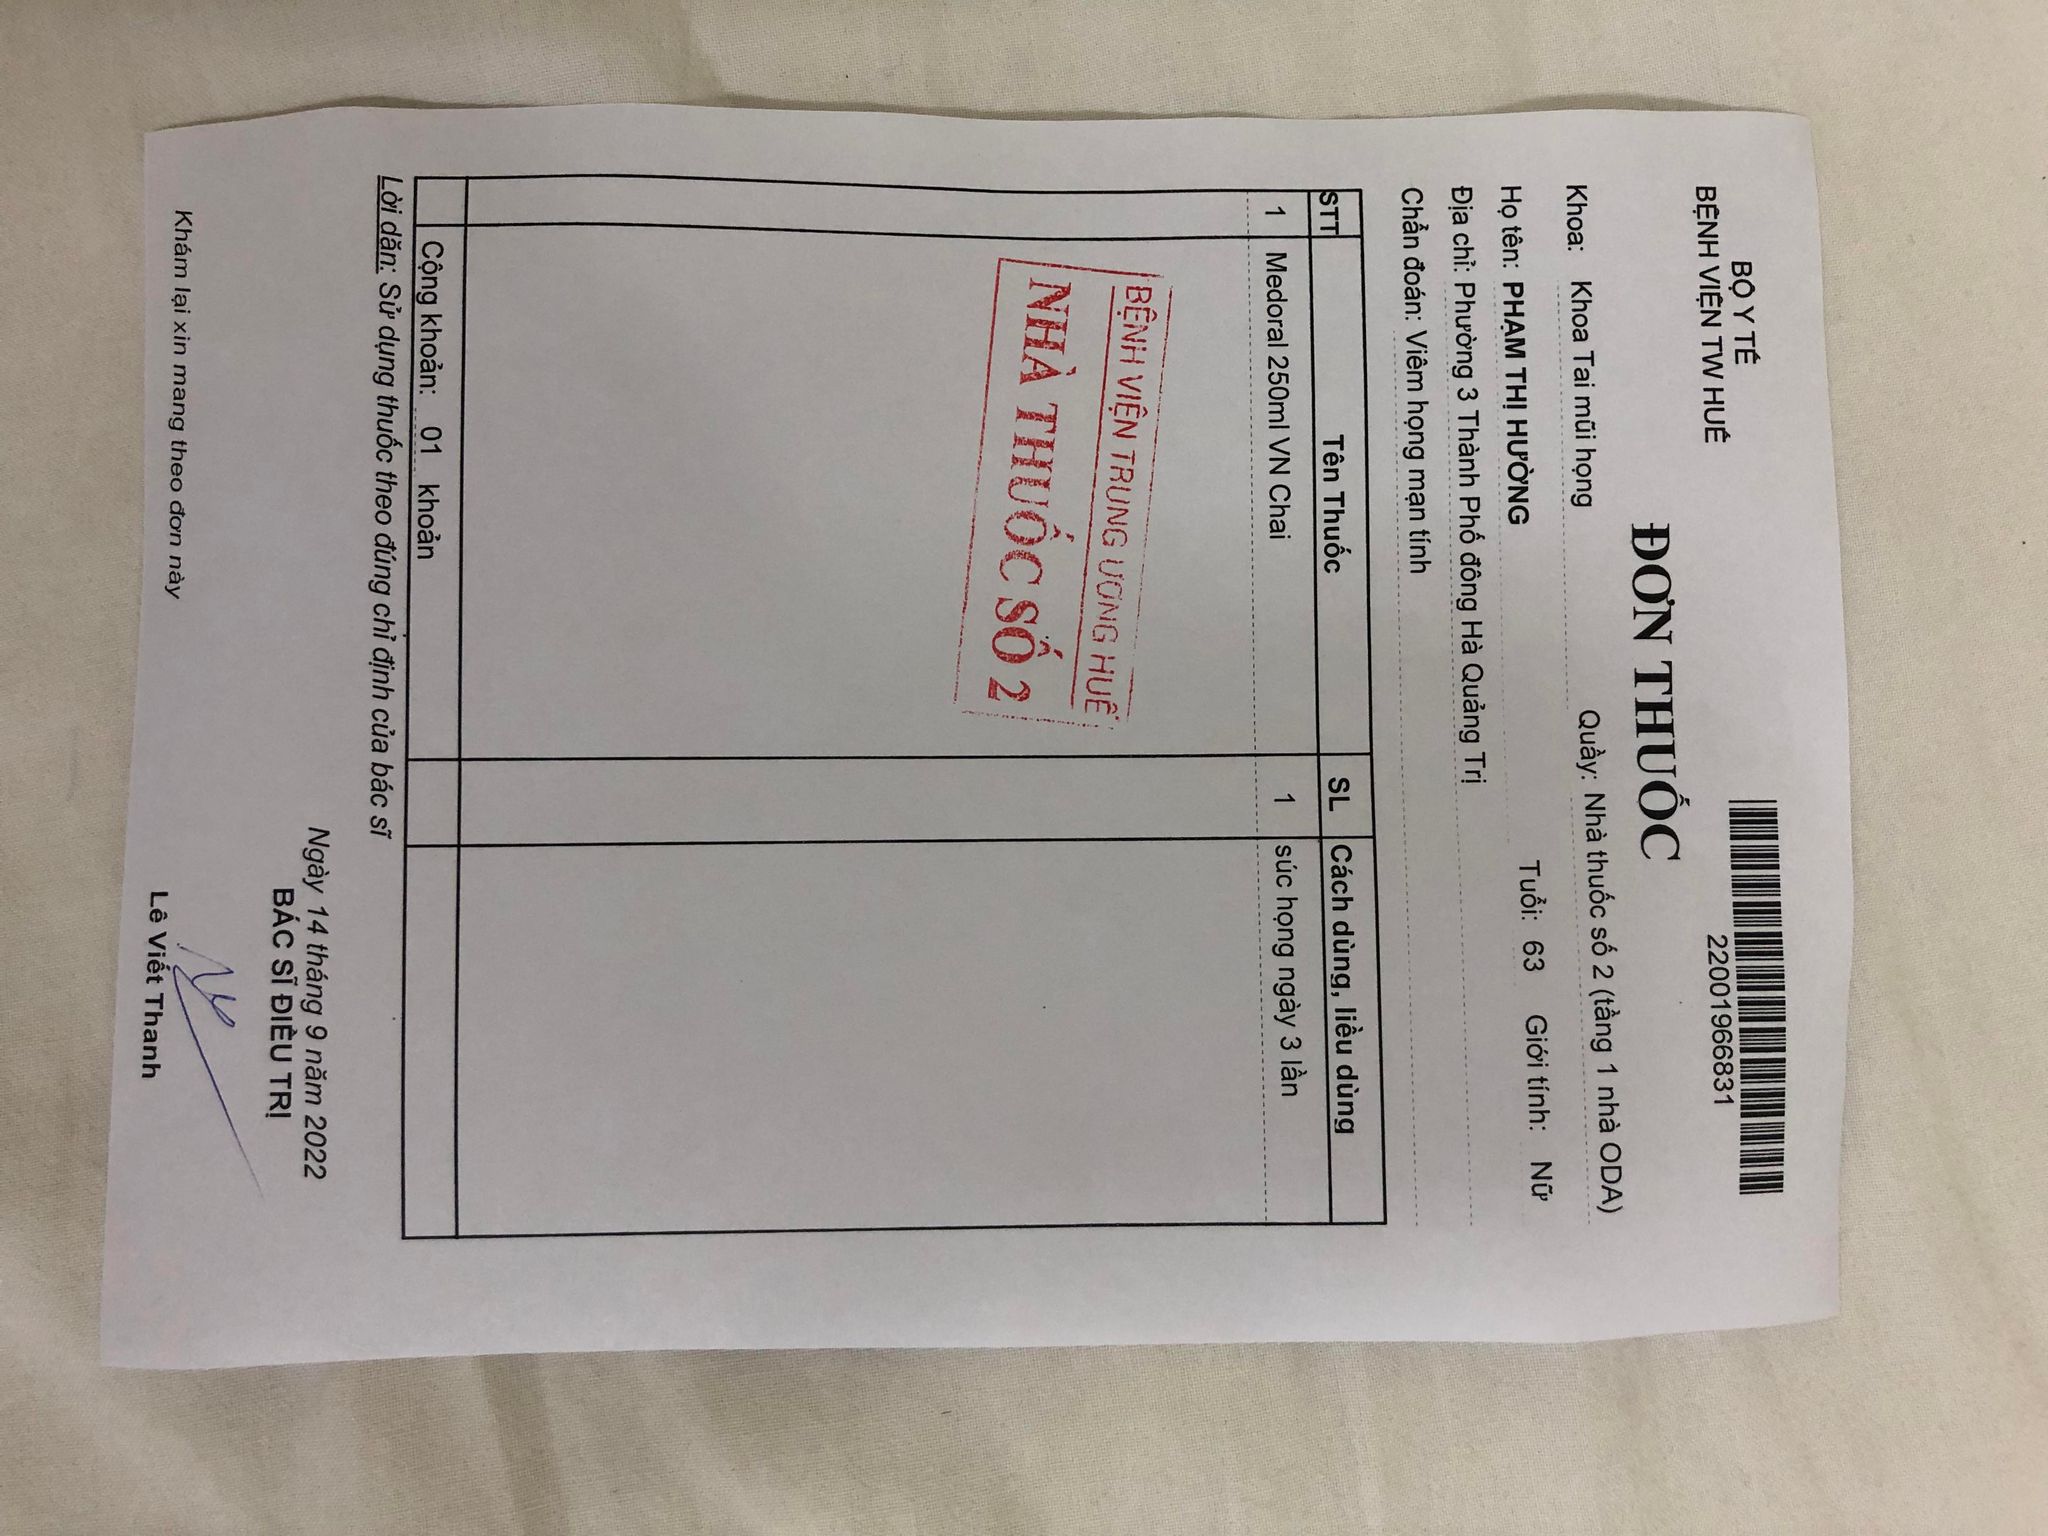 BỘ Y TẾ
BỆNH VIỆN TW HUẾ
2200196683​1
ĐƠN THUỐC
Khoa: Khoa Tai mũi họng Quầy: Nhà thuốc số 2 (tầng 1 nhà ODA)
Họ tên: PHẠM THỊ HƯỜNG Tuổi: 63 Giới tính: Nữ
Địa chỉ: Phường 3 Thành Phố đông Hà Quảng Trị
Chẩn đoán: Viêm họng mạn tính
STT Tên Thuốc SL Cách dùng, liều dùng
1 Medoral 250ml VN Chai 1 súc họng ngày 3 lần
BỆNH VIỆN TRUNG ƯƠNG HUẾ
NHÀ THUỐC SỐ 2
Cộng khoản: 01 khoản
Lời dặn: Sử dụng thuốc theo đúng chỉ định của bác sĩ
Ngày 14 tháng 9 năm 2022
BÁC SĨ ĐIỀU TRỊ
Khám lại xin mang theo đơn này
Lê Viết Thanh